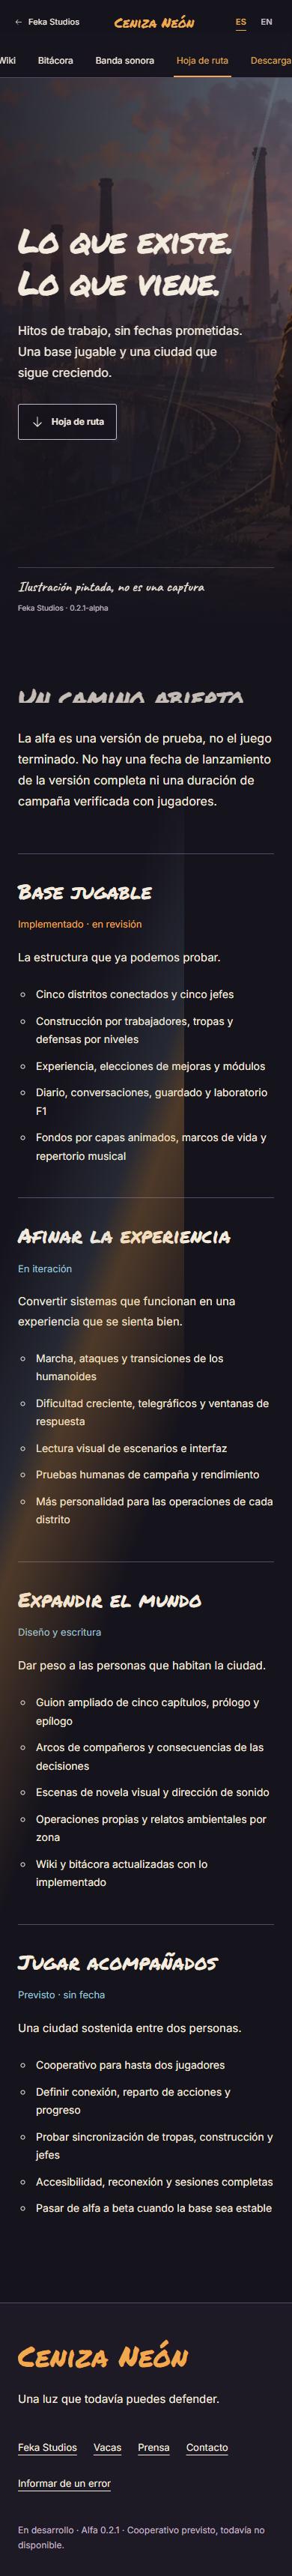 ← Feka Studios
Ceniza Neón
ES
EN
Wiki
Bitácora
Banda sonora
Hoja de ruta
Descarga
Lo que existe.
Lo que viene.
Hitos de trabajo, sin fechas prometidas.
Una base jugable y una ciudad que
sigue creciendo.
↓ Hoja de ruta
Ilustración pintada, no es una captura
Feka Studios · 0.2.1-alpha
Un camino abierto
La alfa es una versión de prueba, no el juego
terminado. No hay una fecha de lanzamiento
de la versión completa ni una duración de
campaña verificada con jugadores.
Base jugable
Implementado · en revisión
La estructura que ya podemos probar.
Cinco distritos conectados y cinco jefes
Construcción por trabajadores, tropas y
defensas por niveles
Experiencia, elecciones de mejoras y módulos
Diario, conversaciones, guardado y laboratorio
F1
Fondos por capas animados, marcos de vida y
repertorio musical
Afinar la experiencia
En iteración
Convertir sistemas que funcionan en una
experiencia que se sienta bien.
Marcha, ataques y transiciones de los
humanoides
Dificultad creciente, telegráficos y ventanas de
respuesta
Lectura visual de escenarios e interfaz
Pruebas humanas de campaña y rendimiento
Más personalidad para las operaciones de cada
distrito
Expandir el mundo
Diseño y escritura
Dar peso a las personas que habitan la ciudad.
Guion ampliado de cinco capítulos, prólogo y
epílogo
Arcos de compañeros y consecuencias de las
decisiones
Escenas de novela visual y dirección de sonido
Operaciones propias y relatos ambientales por
zona
Wiki y bitácora actualizadas con lo
implementado
Jugar acompañados
Previsto · sin fecha
Una ciudad sostenida entre dos personas.
Cooperativo para hasta dos jugadores
Definir conexión, reparto de acciones y
progreso
Probar sincronización de tropas, construcción y
jefes
Accesibilidad, reconexión y sesiones completas
Pasar de alfa a beta cuando la base sea estable
Ceniza Neón
Una luz que todavía puedes defender.
Feka Studios
Vacas
Prensa
Contacto
Informar de un error
En desarrollo · Alfa 0.2.1 · Cooperativo previsto, todavía no
disponible.